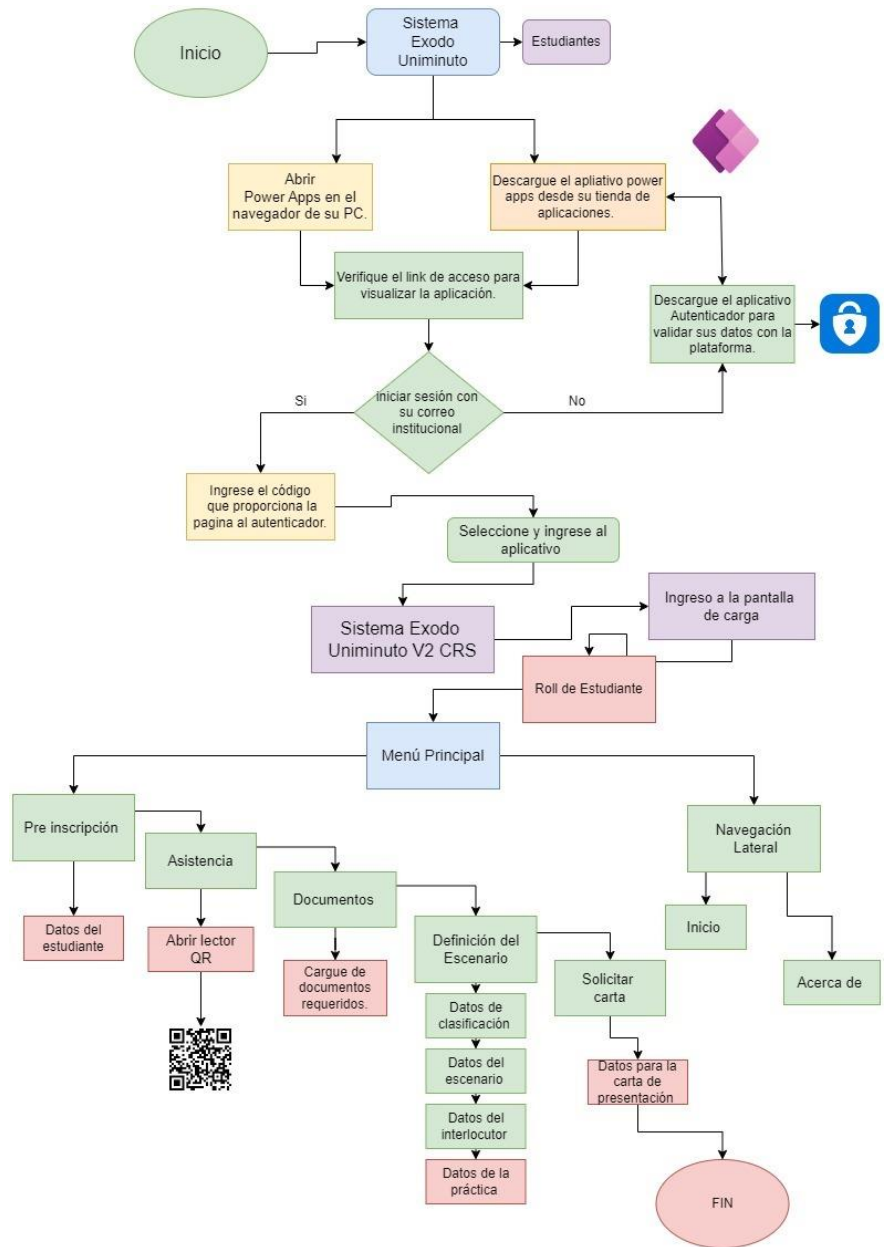 Inicio
Sistema
Exodo
Uniminuto
Estudiantes
Abrir
Power Apps en el
navegador de su PC.
Descargue el apliativo power
apps desde su tienda de
aplicaciones.
Verifique el link de acceso para
visualizar la aplicación.
Descargue el aplicativo
Autenticador para
validar sus datos con la
plataforma.
Si
Iniciar sesión con
su correo
institucional
No
Ingrese el código
que proporciona la
pagina al autenticador.
Seleccione y ingrese al
aplicativo
Sistema Exodo
Uniminuto V2 CRS
Ingreso a la pantalla
de carga
Roll de Estudiante
Menú Principal
Pre inscripción
Asistencia
Documentos
Definición del
Escenario
Solicitar
carta
Navegación
Lateral
Inicio
Acerca de
Datos del
estudiante
Abrir lector
QR
Cargue de
documentos
requeridos.
Datos de
clasificación
Datos del
escenario
Datos del
interlocutor
Datos de la
práctica
Datos para la
carta de
presentación
FIN